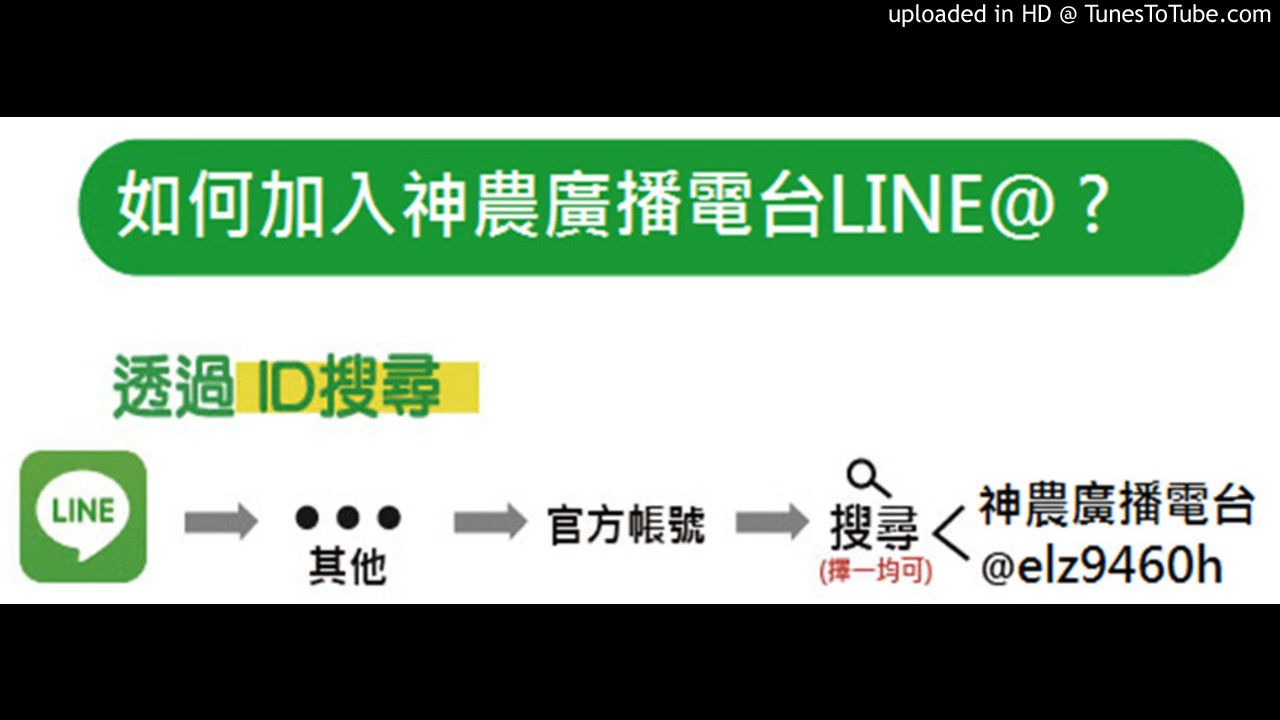 uploaded in HD @ TunesToTube.com
如何加入神農廣播電台LINE@？
透過 ID搜尋
LINE
其他
官方帳號
搜尋
(擇一均可)
神農廣播電台
@elz9460h